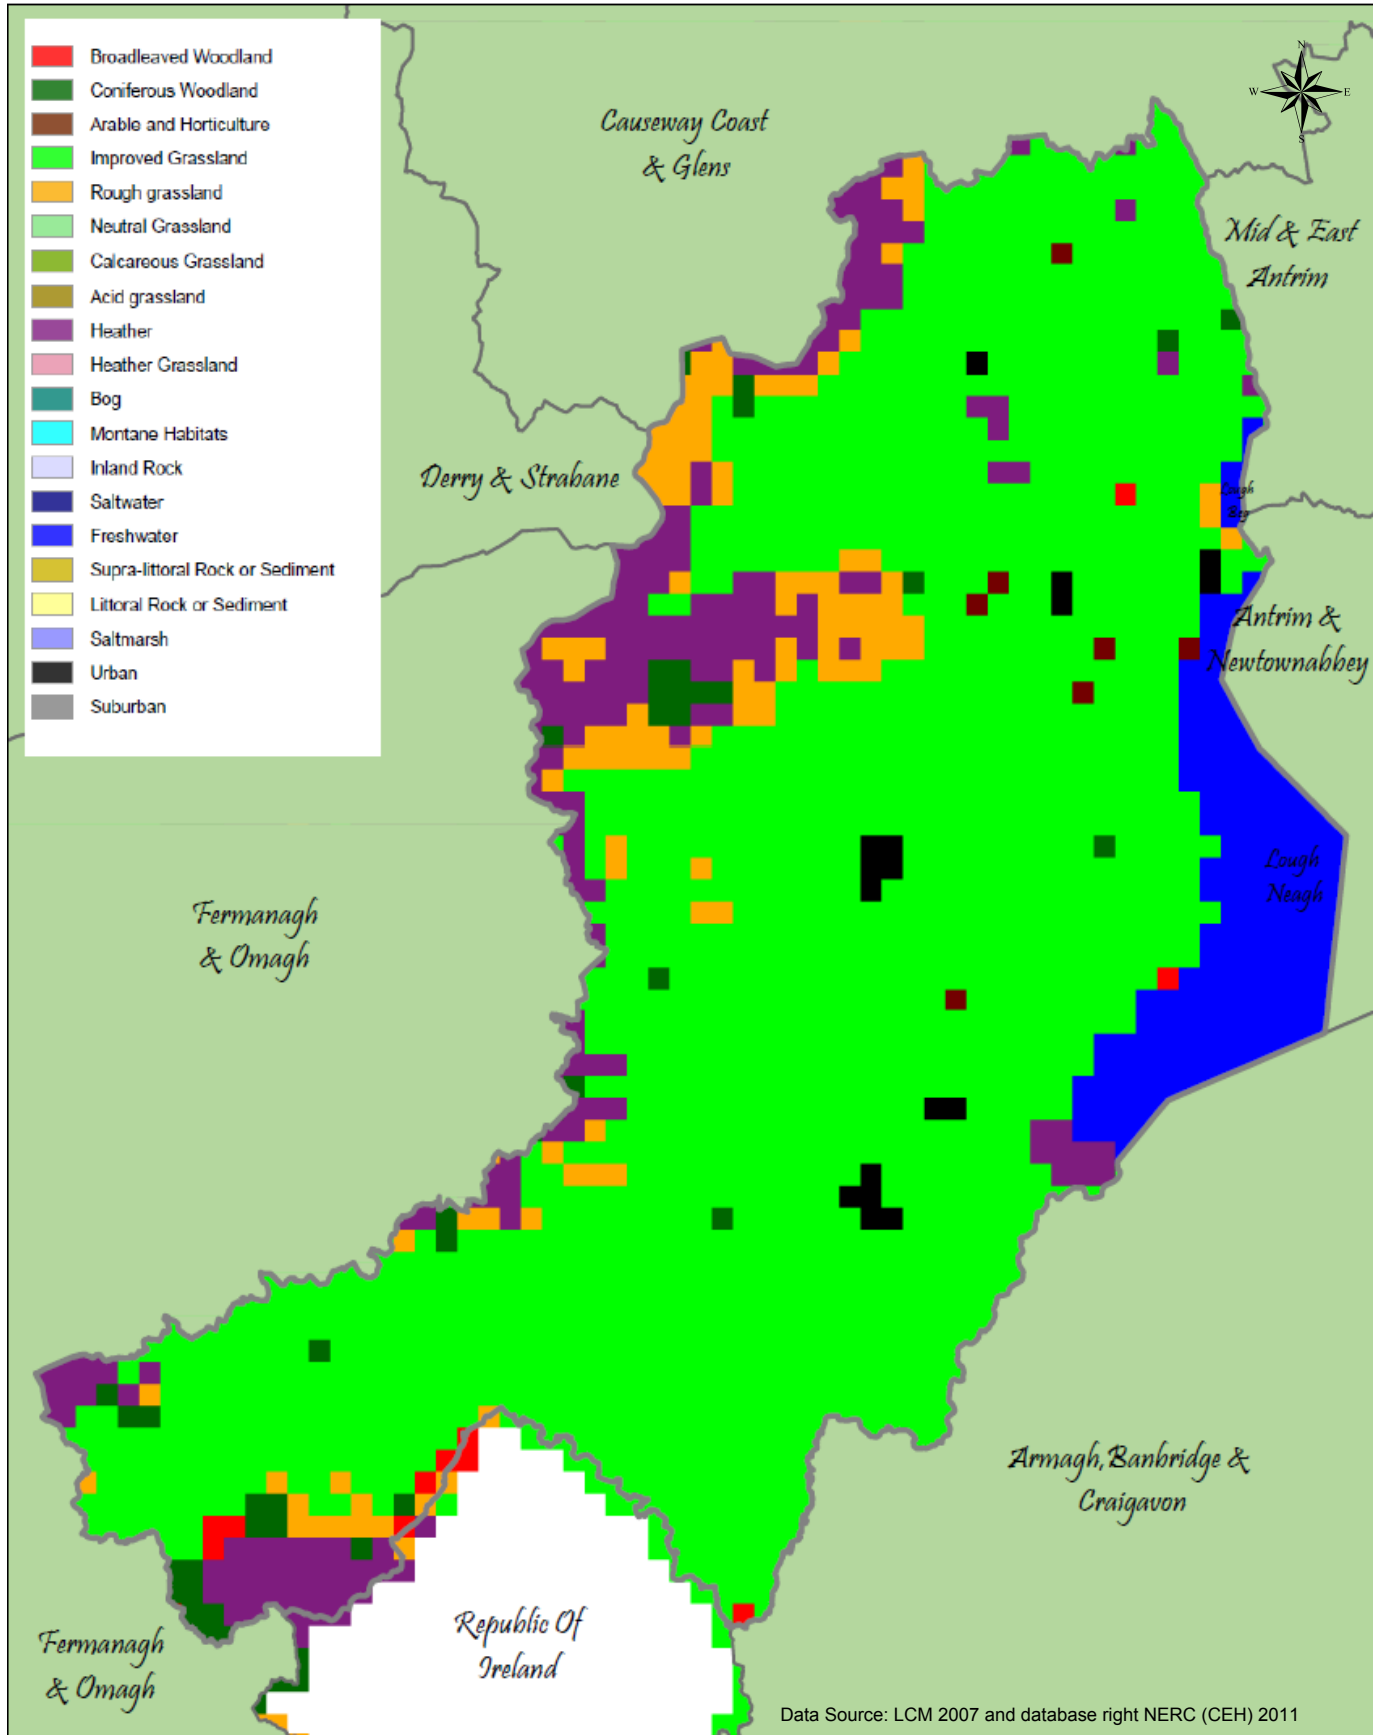 Broadleaved Woodland
Coniferous Woodland
Arable and Horticulture
Improved Grassland
Rough grassland
Neutral Grassland
Calcareous Grassland
Acid grassland
Heather
Heather Grassland
Bog
Montane Habitats
Inland Rock
Saltwater
Freshwater
Supra-littoral Rock or Sediment
Littoral Rock or Sediment
Saltmarsh
Urban
Suburban
N
W
E
S
Causeway Coast
& Glens
Mid & East
Antrim
Derry & Strabane
Lough
Beg
Antrim &
Newtownabbey
Lough
Neagh
Fermanagh
& Omagh
Armagh, Banbridge &
Craigavon
Republic Of
Ireland
Fermanagh
& Omagh
Data Source: LCM 2007 and database right NERC (CEH) 2011